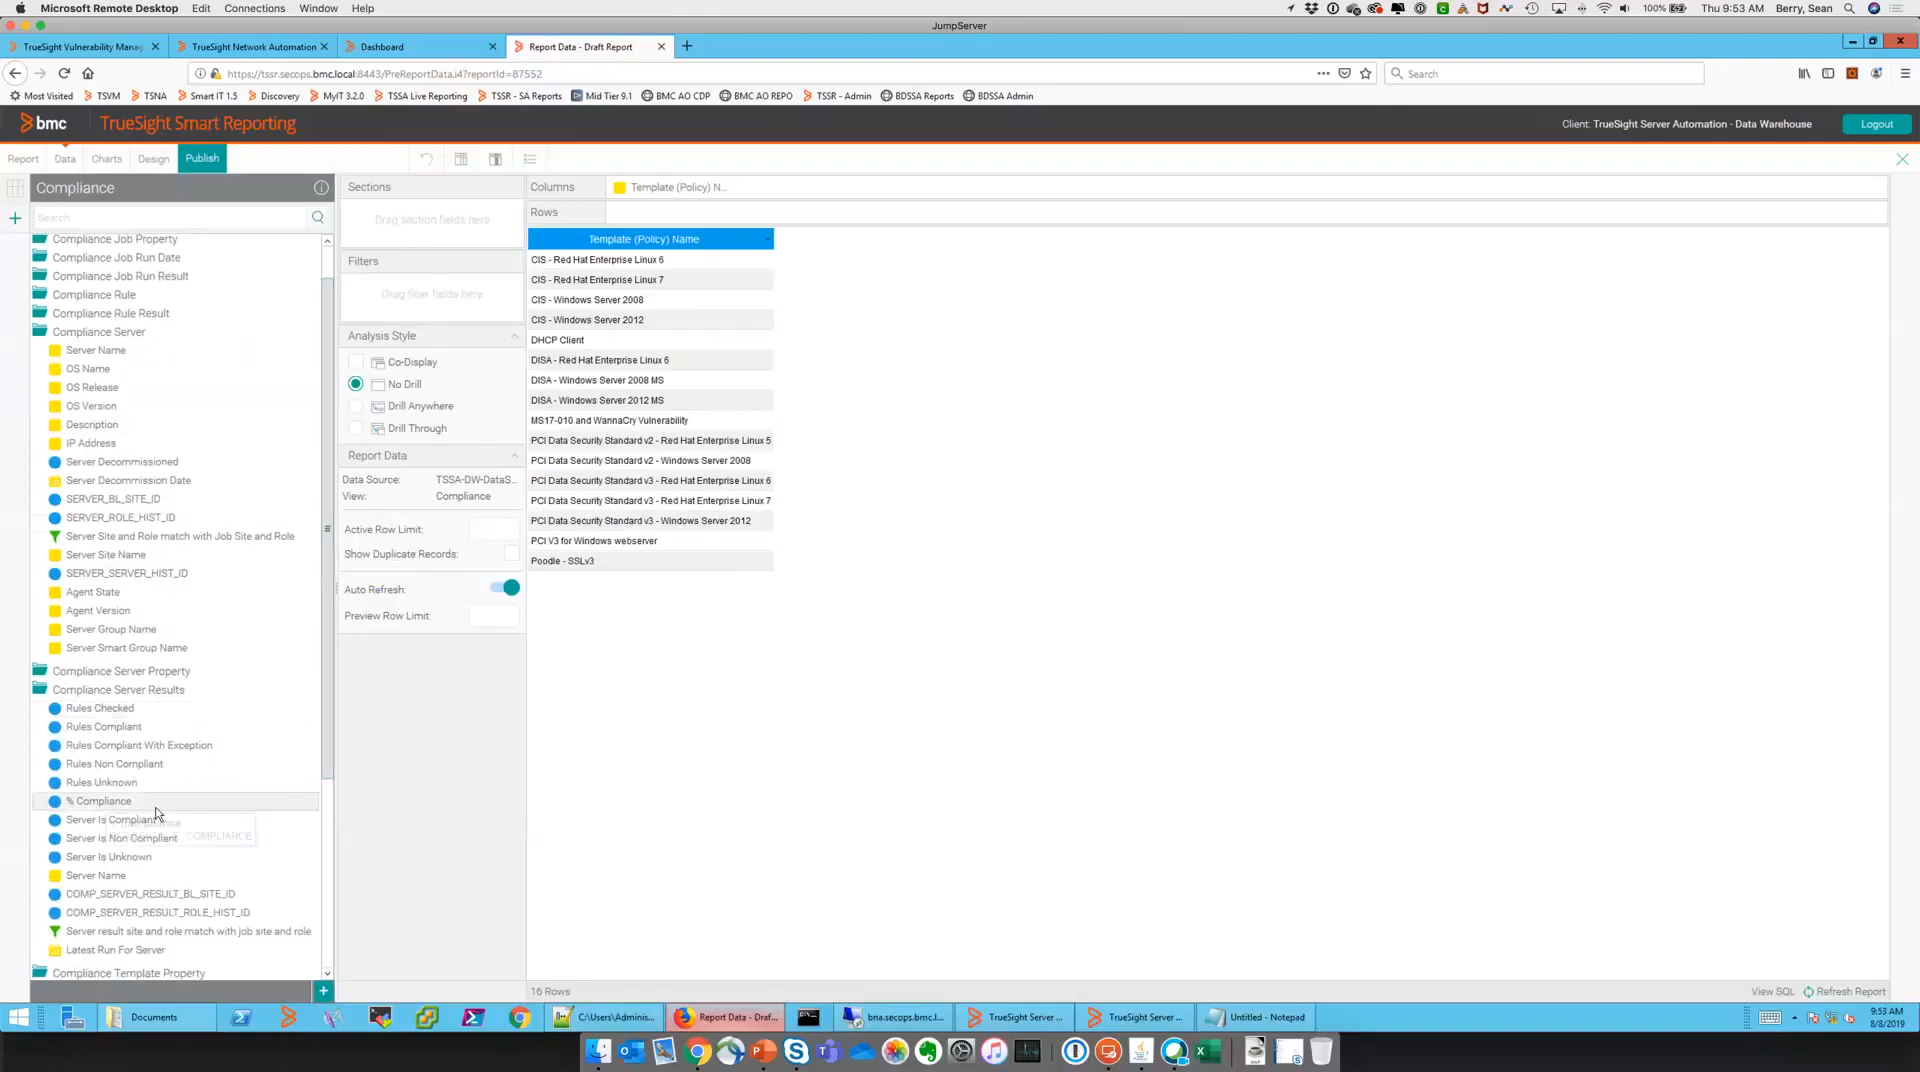 Microsoft Remote Desktop Edit Connections Window Help
100% Thu 9:53 AM Berry, Sean
JumpServer
TrueSight Vulnerability Manag × TrueSight Network Automation × Dashboard × Report Data - Draft Report × +
https://tssr.secops.bmc.local:8443/PreReportData.i4?reportId=87552
Search
Most Visited TSVM TSNA Smart IT 1.5 Discovery MyIT 3.2.0 TSSA Live Reporting TSSR - SA Reports Mid Tier 9.1 BMC AO CDP BMC AO REPO TSSR - Admin BDSSA Reports BDSSA Admin
bmc TrueSight Smart Reporting
Client: TrueSight Server Automation - Data Warehouse Logout
Report Data Charts Design Publish
Compliance
Search
Compliance Job Property
Compliance Job Run Date
Compliance Job Run Result
Compliance Rule
Compliance Rule Result
Compliance Server
Server Name
OS Name
OS Release
OS Version
Description
IP Address
Server Decommissioned
Server Decommission Date
SERVER_BL_SITE_ID
SERVER_ROLE_HIST_ID
Server Site and Role match with Job Site and Role
Server Site Name
SERVER_SERVER_HIST_ID
Agent State
Agent Version
Server Group Name
Server Smart Group Name
Compliance Server Property
Compliance Server Results
Rules Checked
Rules Compliant
Rules Compliant With Exception
Rules Non Compliant
Rules Unknown
% Compliance
Server Is Compliant
Server Is Non Compliant
Server Is Unknown
Server Name
COMP_SERVER_RESULT_BL_SITE_ID
COMP_SERVER_RESULT_ROLE_HIST_ID
Server result site and role match with job site and role
Latest Run For Server
Compliance Template Property
Sections
Drag section fields here
Filters
Drag filter fields here
Analysis Style
Co-Display
No Drill
Drill Anywhere
Drill Through
Report Data
Data Source: TSSA-DW-DataS...
View: Compliance
Active Row Limit:
Show Duplicate Records:
Auto Refresh:
Preview Row Limit:
Columns Template (Policy) N...
Rows
Template (Policy) Name
CIS - Red Hat Enterprise Linux 6
CIS - Red Hat Enterprise Linux 7
CIS - Windows Server 2008
CIS - Windows Server 2012
DHCP Client
DISA - Red Hat Enterprise Linux 6
DISA - Windows Server 2008 MS
DISA - Windows Server 2012 MS
MS17-010 and WannaCry Vulnerability
PCI Data Security Standard v2 - Red Hat Enterprise Linux 5
PCI Data Security Standard v2 - Windows Server 2008
PCI Data Security Standard v3 - Red Hat Enterprise Linux 6
PCI Data Security Standard v3 - Red Hat Enterprise Linux 7
PCI Data Security Standard v3 - Windows Server 2012
PCI V3 for Windows webserver
Poodle - SSLv3
16 Rows View SQL Refresh Report
Documents C:\Users\Adminis... Report Data - Draf... bna.secops.bmc.l... TrueSight Server ... TrueSight Server ... Untitled - Notepad
9:53 AM
8/8/2019